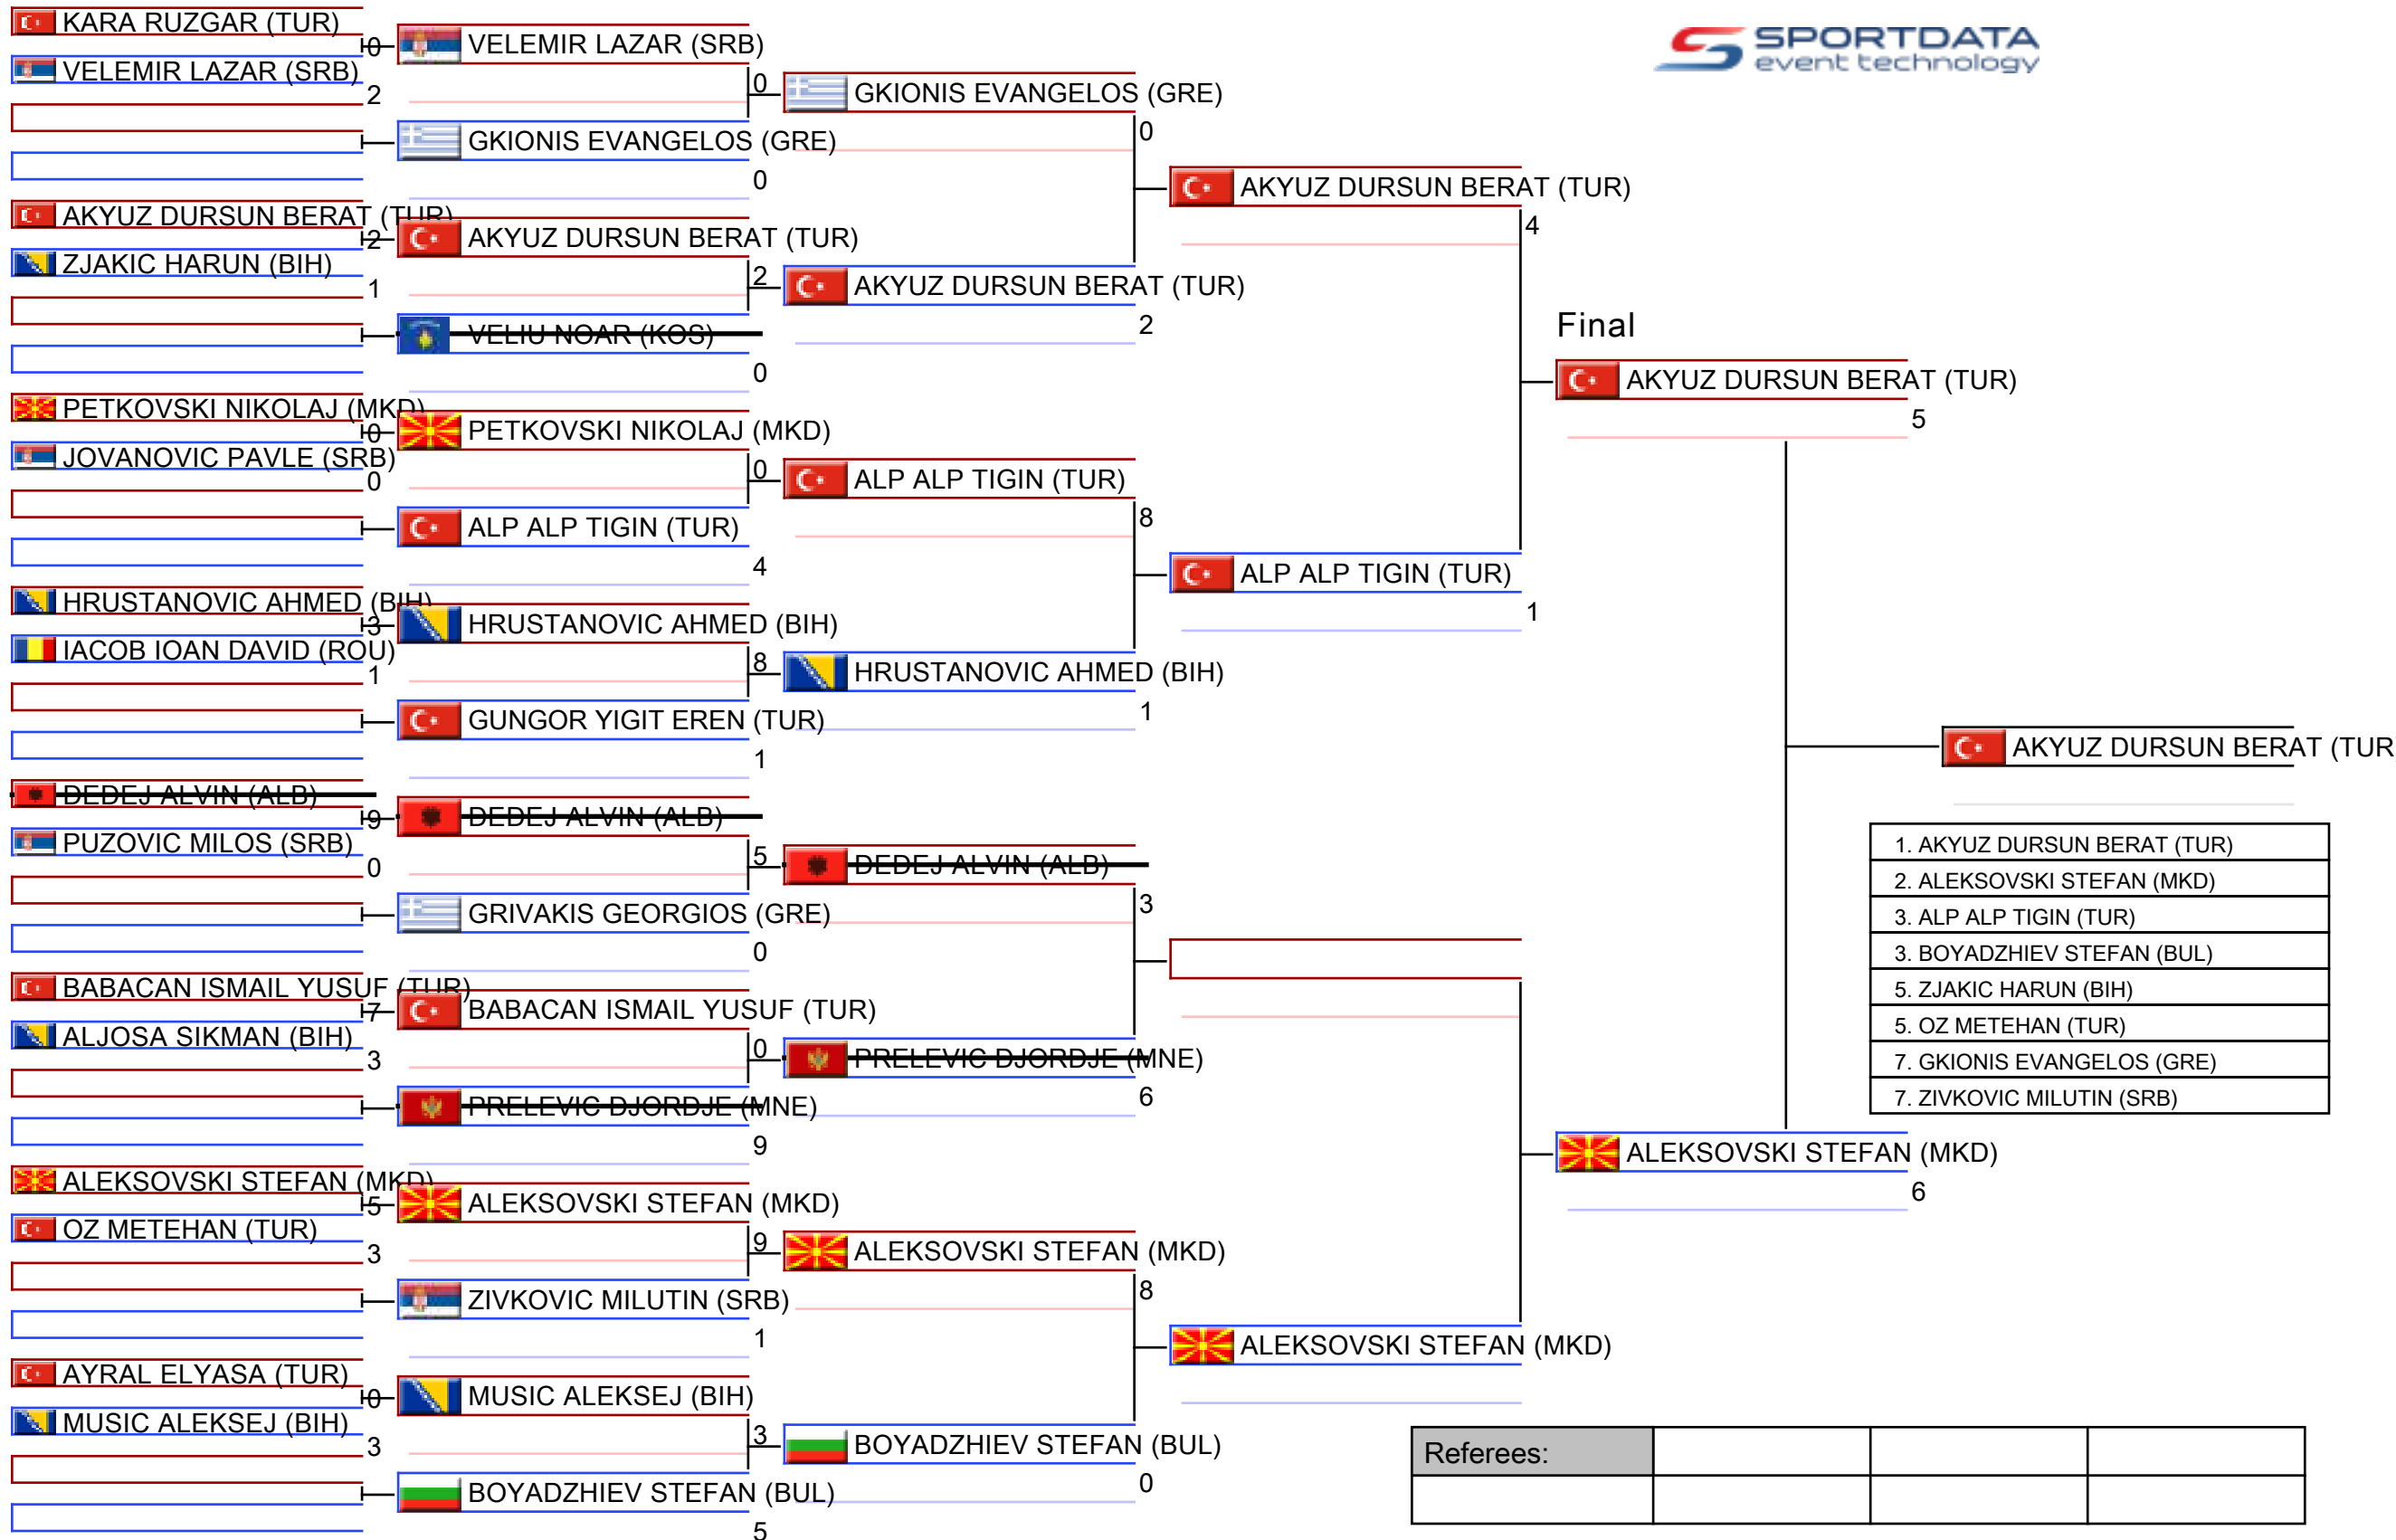 SPORTDATA
event technology
KARA RUZGAR (TUR)
0
VELEMIR LAZAR (SRB)
2
AKYUZ DURSUN BERAT (TUR)
2
ZJAKIC HARUN (BIH)
1
PETKOVSKI NIKOLAJ (MKD)
0
JOVANOVIC PAVLE (SRB)
0
HRUSTANOVIC AHMED (BIH)
3
IACOB IOAN DAVID (ROU)
1
DEDEJ ALVIN (ALB)
9
PUZOVIC MILOS (SRB)
0
BABACAN ISMAIL YUSUF (TUR)
7
ALJOSA SIKMAN (BIH)
3
ALEKSOVSKI STEFAN (MKD)
5
OZ METEHAN (TUR)
3
AYRAL ELYASA (TUR)
0
MUSIC ALEKSEJ (BIH)
3
VELEMIR LAZAR (SRB)
0
GKIONIS EVANGELOS (GRE)
0
AKYUZ DURSUN BERAT (TUR)
2
VELIU NOAR (KOS)
0
PETKOVSKI NIKOLAJ (MKD)
0
ALP ALP TIGIN (TUR)
4
HRUSTANOVIC AHMED (BIH)
8
GUNGOR YIGIT EREN (TUR)
1
DEDEJ ALVIN (ALB)
5
GRIVAKIS GEORGIOS (GRE)
0
BABACAN ISMAIL YUSUF (TUR)
0
PRELEVIC DJORDJE (MNE)
9
ALEKSOVSKI STEFAN (MKD)
9
ZIVKOVIC MILUTIN (SRB)
1
MUSIC ALEKSEJ (BIH)
3
BOYADZHIEV STEFAN (BUL)
5
GKIONIS EVANGELOS (GRE)
0
AKYUZ DURSUN BERAT (TUR)
2
ALP ALP TIGIN (TUR)
8
HRUSTANOVIC AHMED (BIH)
1
DEDEJ ALVIN (ALB)
3
PRELEVIC DJORDJE (MNE)
6
ALEKSOVSKI STEFAN (MKD)
8
BOYADZHIEV STEFAN (BUL)
0
AKYUZ DURSUN BERAT (TUR)
4
ALP ALP TIGIN (TUR)
1
ALEKSOVSKI STEFAN (MKD)
Final
AKYUZ DURSUN BERAT (TUR)
5
ALEKSOVSKI STEFAN (MKD)
6
AKYUZ DURSUN BERAT (TUR
1. AKYUZ DURSUN BERAT (TUR)
2. ALEKSOVSKI STEFAN (MKD)
3. ALP ALP TIGIN (TUR)
3. BOYADZHIEV STEFAN (BUL)
5. ZJAKIC HARUN (BIH)
5. OZ METEHAN (TUR)
7. GKIONIS EVANGELOS (GRE)
7. ZIVKOVIC MILUTIN (SRB)
Referees: